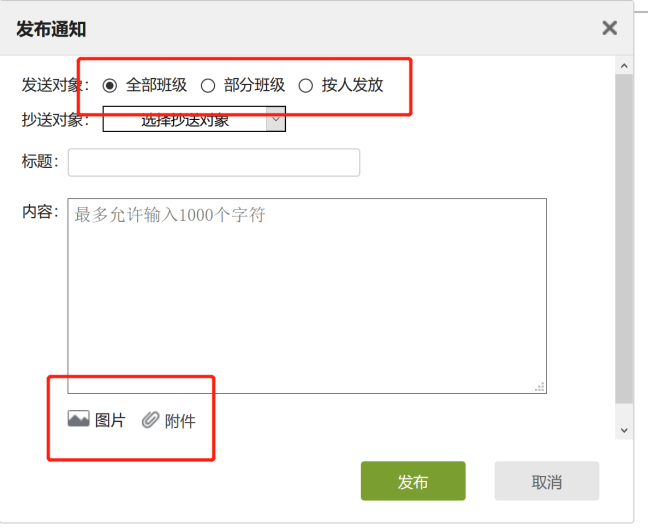 发布通知
发送对象： 全部班级 部分班级 按人发放
抄送对象： 选择抄送对象
标题：
内容： 最多允许输入1000个字符
图片 附件
发布 取消